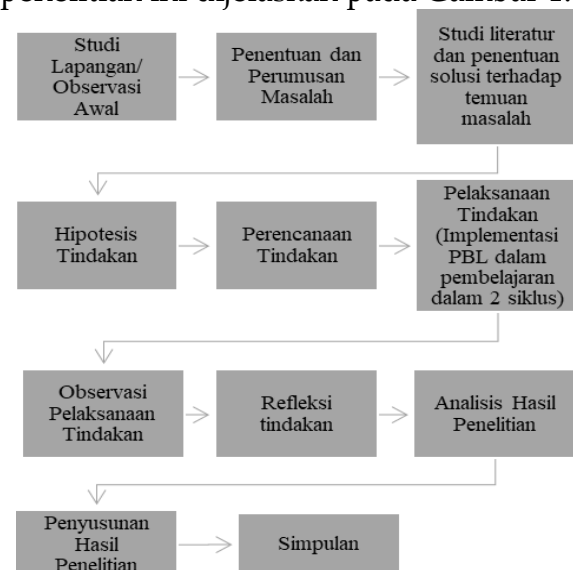 penelitian ini dijelaskan pada Gambar 1.
Studi
Lapangan/
Observasi
Awal
Penentuan dan
Perumusan
Masalah
Studi literatur
dan penentuan
solusi terhadap
temuan
masalah
Hipotesis
Tindakan
Perencanaan
Tindakan
Pelaksanaan
Tindakan
(Implementasi
PBL dalam
pembelajaran
dalam 2 siklus)
Observasi
Pelaksanaan
Tindakan
Refleksi
tindakan
Analisis Hasil
Penelitian
Penyusunan
Hasil
Penelitian
Simpulan